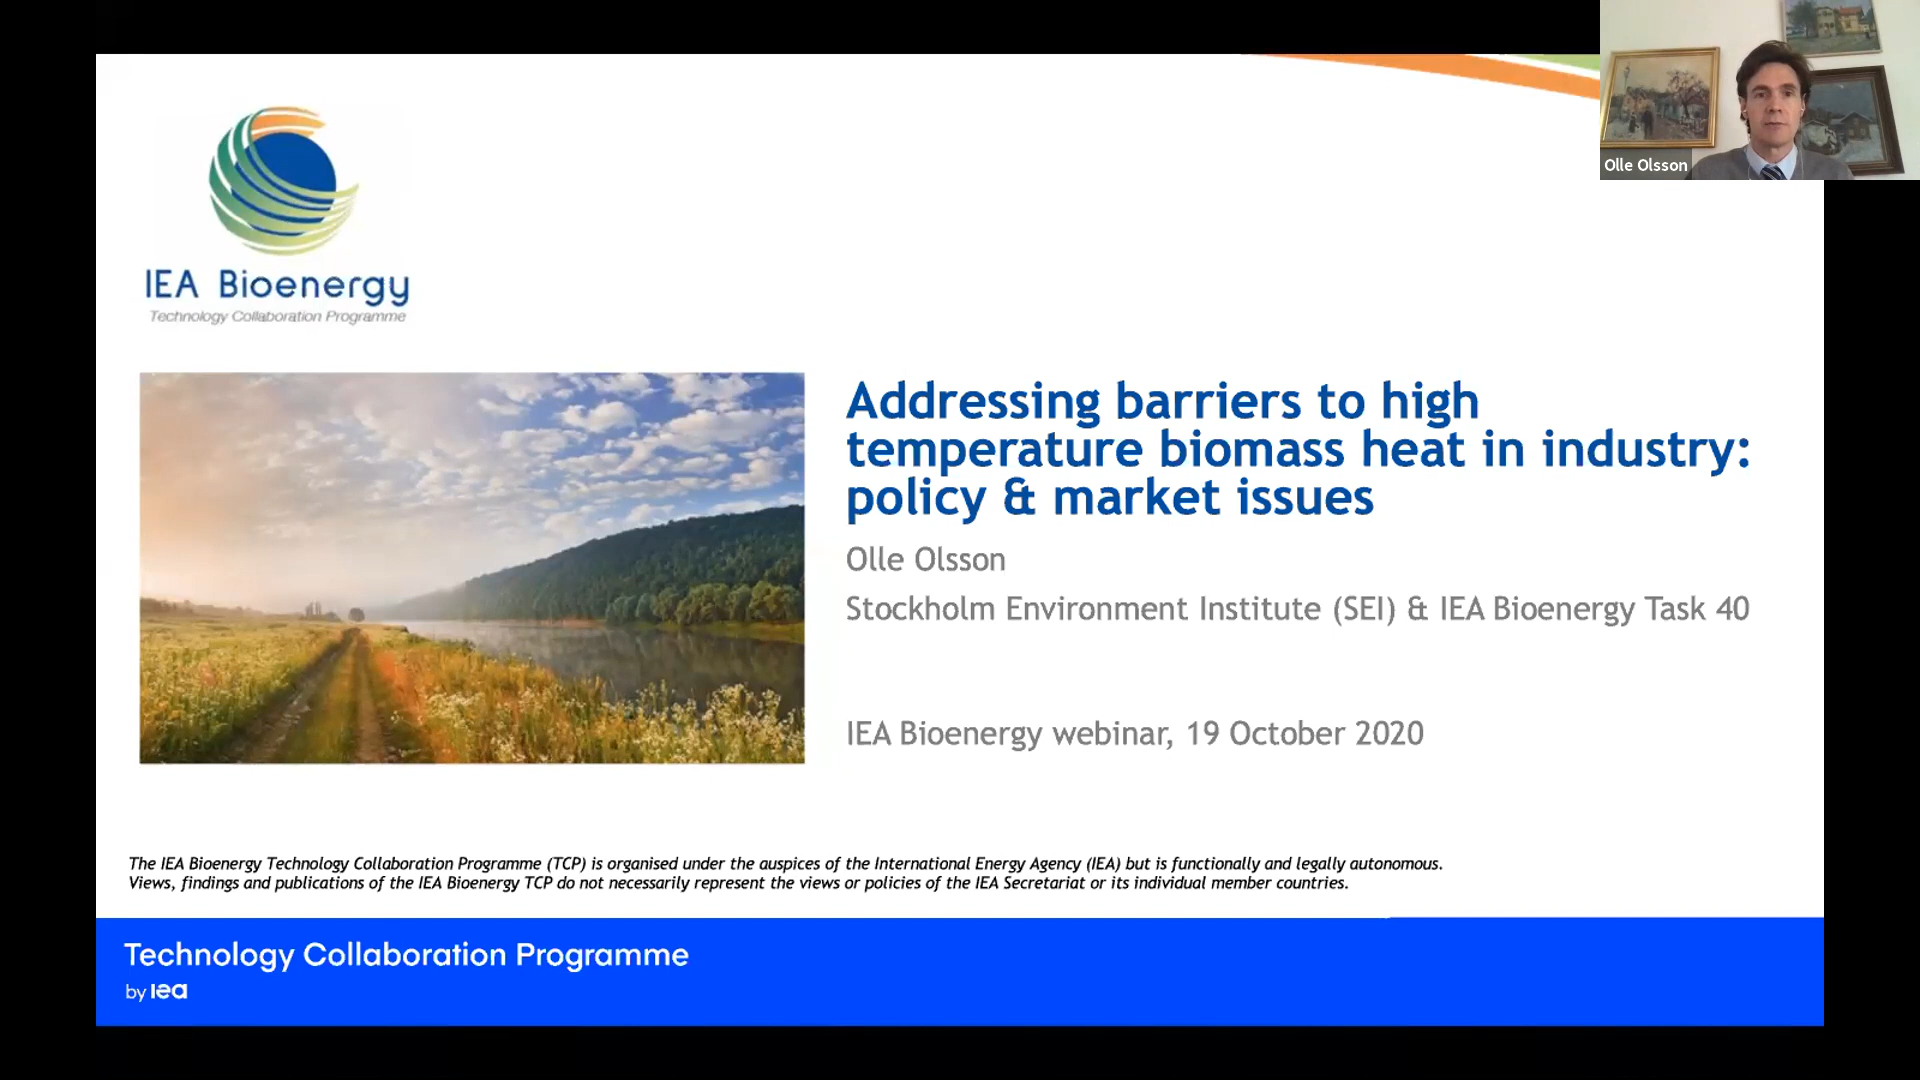 Olle Olsson
IEA Bioenergy
Technology Collaboration Programme
Addressing barriers to high
temperature biomass heat in industry:
policy & market issues
Olle Olsson
Stockholm Environment Institute (SEI) & IEA Bioenergy Task 40
IEA Bioenergy webinar, 19 October 2020
The IEA Bioenergy Technology Collaboration Programme (TCP) is organised under the auspices of the International Energy Agency (IEA) but is functionally and legally autonomous.
Views, findings and publications of the IEA Bioenergy TCP do not necessarily represent the views or policies of the IEA Secretariat or its individual member countries.
Technology Collaboration Programme
by iea